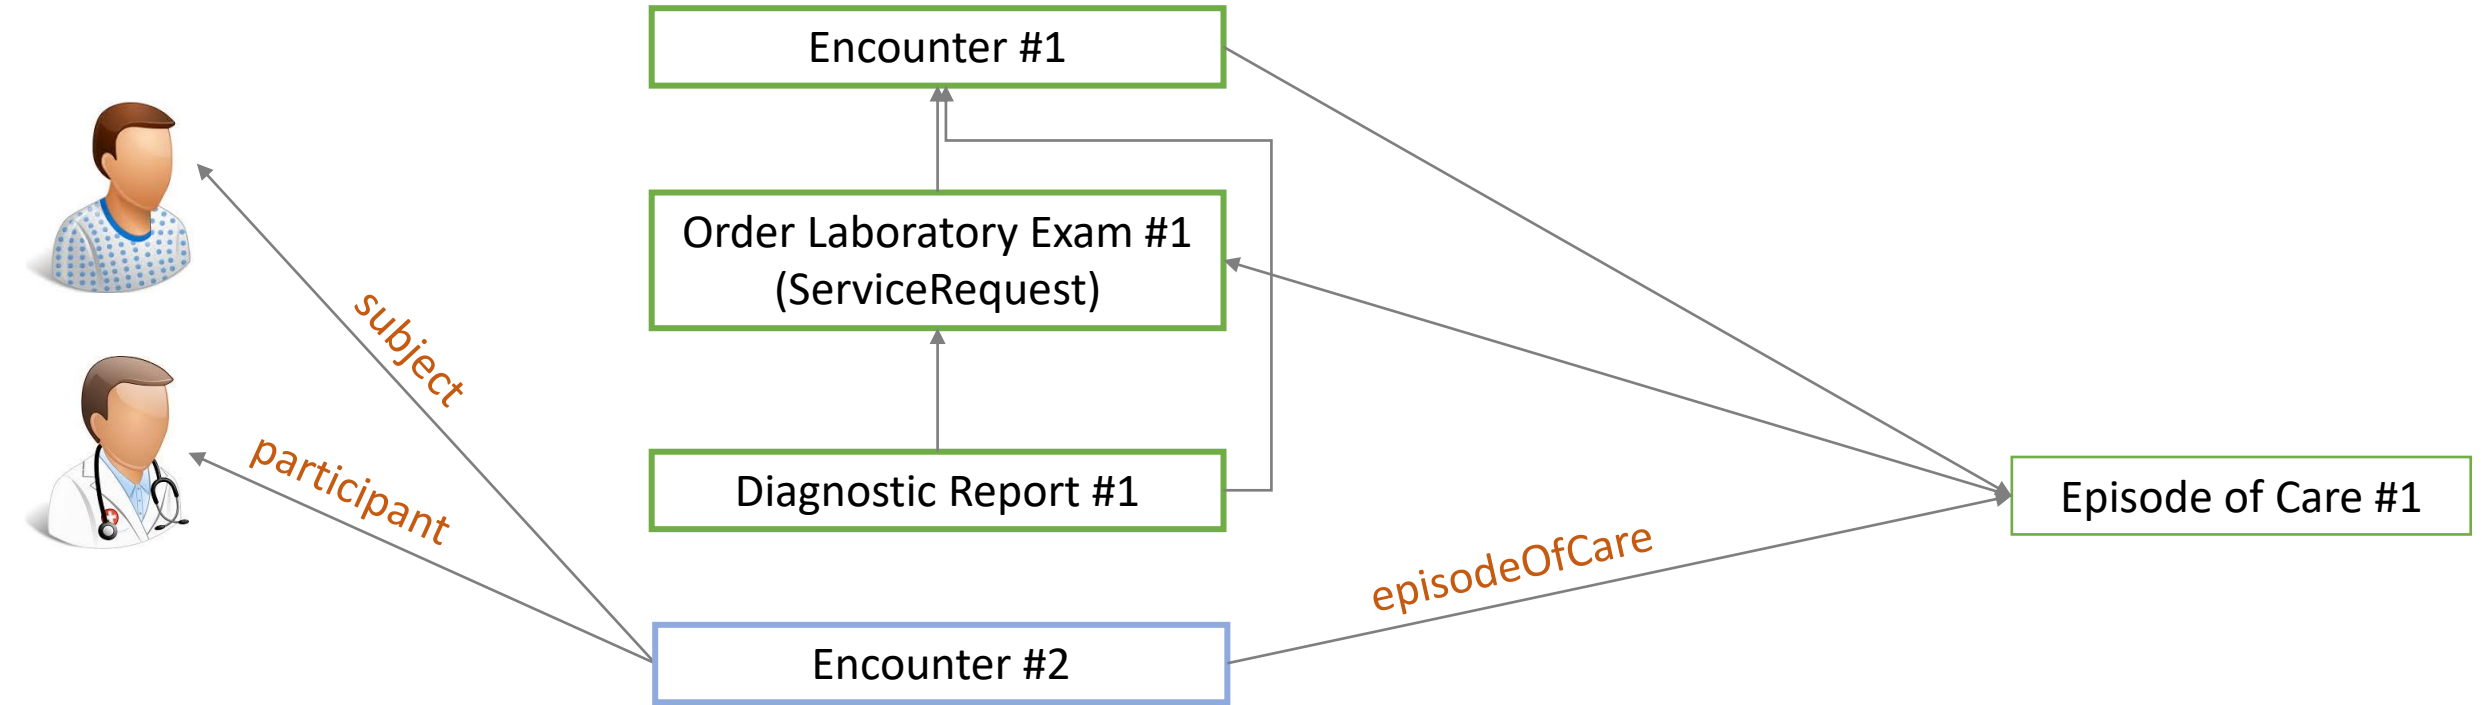 Encounter #1
Order Laboratory Exam #1
(ServiceRequest)
subject
participant
Diagnostic Report #1
Episode of Care #1
episodeOfCare
Encounter #2